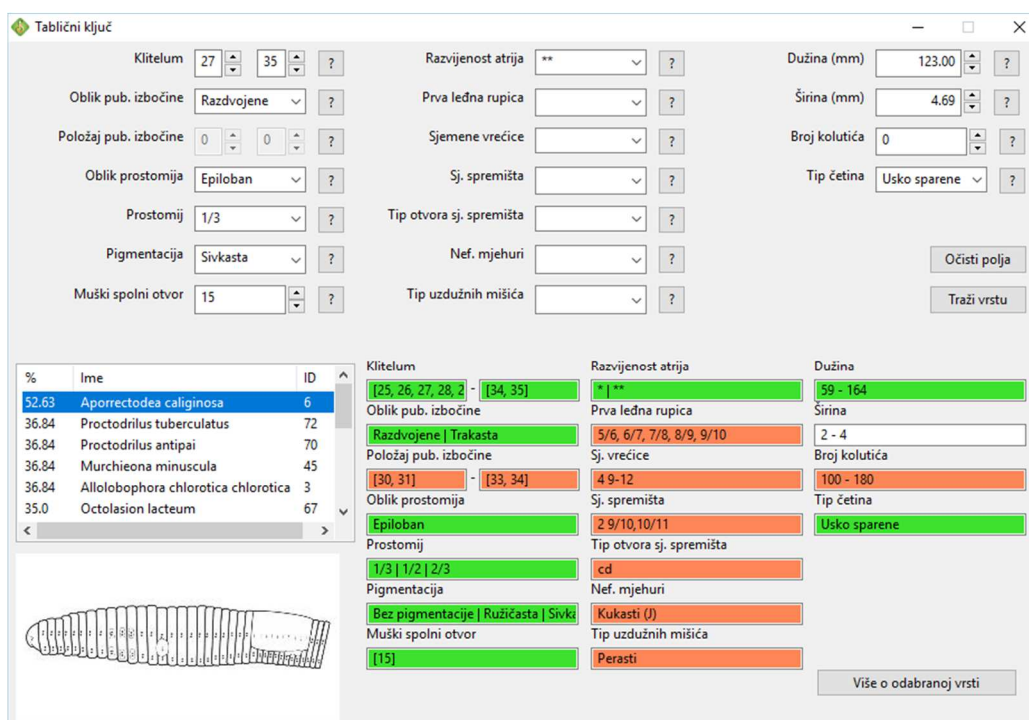 Tablični ključ
Klitelum 27 35 ?
Oblik pub. izbočine Razdvojene ?
Položaj pub. izbočine 0 0 ?
Oblik prostomija Epiloban ?
Prostomij 1/3 ?
Pigmentacija Sivkasta ?
Muški spolni otvor 15 ?
Razvijenost atrija ** ?
Prva leđna rupica ?
Sjemene vrećice ?
Sj. spremišta ?
Tip otvora sj. spremišta ?
Nef. mjehuri ?
Tip uzdužnih mišića ?
Dužina (mm) 123.00 ?
Širina (mm) 4.69 ?
Broj kolutića 0 ?
Tip četina Usko sparene ?
Očisti polja
Traži vrstu
% Ime ID
52.63 Aporrectodea caliginosa 6
36.84 Proctodrilus tuberculatus 72
36.84 Proctodrilus antipai 70
36.84 Murchieona minuscula 45
36.84 Allolobophora chlorotica chlorotica 3
35.0 Octolasion lacteum 67
Klitelum
[25, 26, 27, 28, 2 - [34, 35]
Oblik pub. izbočine
Razdvojene | Trakasta
Položaj pub. izbočine
[30, 31] - [33, 34]
Oblik prostomija
Epiloban
Prostomij
1/3 | 1/2 | 2/3
Pigmentacija
Bez pigmentacije | Ružičasta | Sivka
Muški spolni otvor
[15]
Razvijenost atrija
* | **
Prva leđna rupica
5/6, 6/7, 7/8, 8/9, 9/10
Sj. vrećice
4 9-12
Sj. spremišta
2 9/10,10/11
Tip otvora sj. spremišta
cd
Nef. mjehuri
Kukasti (J)
Tip uzdužnih mišića
Perasti
Dužina
59 - 164
Širina
2 - 4
Broj kolutića
100 - 180
Tip četina
Usko sparene
Više o odabranoj vrsti